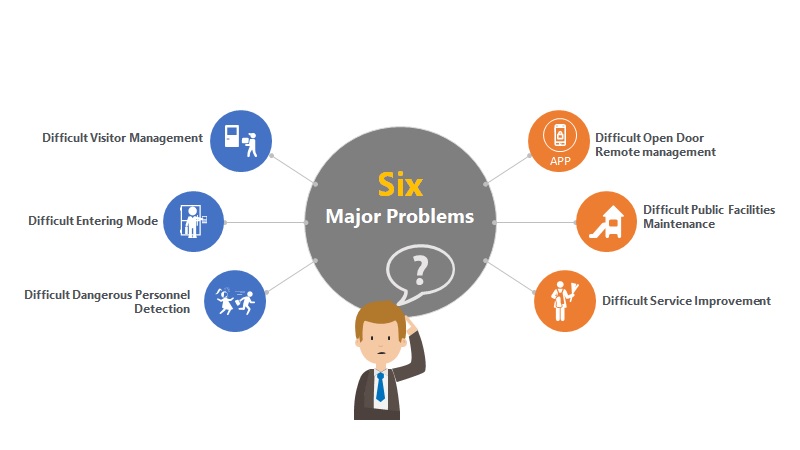 Six
Major Problems
?
Difficult Visitor Management
Difficult Entering Mode
Difficult Dangerous Personnel
Detection
APP
Difficult Open Door
Remote management
Difficult Public Facilities
Maintenance
Difficult Service Improvement